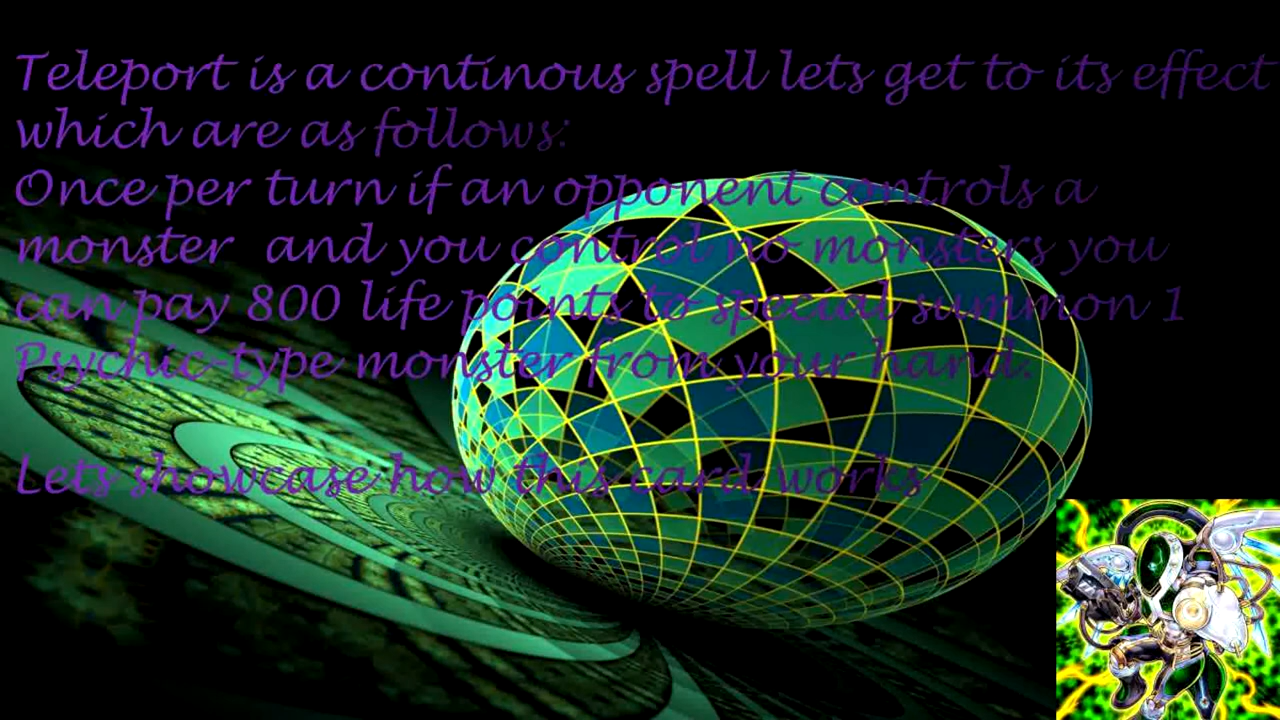 Teleport is a continous spell lets get to its effect
which are as follows:
Once per turn if an opponent controls a
monster and you control no monsters you
can pay 800 life points to special summon 1
Psychic-type monster from your hand.
Lets showcase how this card works